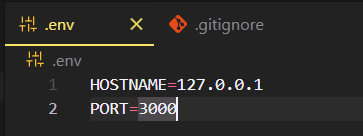 .env
.gitignore
.env
1 HOSTNAME=127.0.0.1
2 PORT=3000